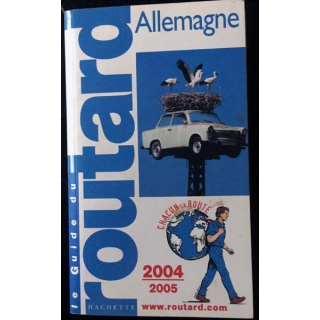 Allemagne
le Guide du
routard
CHACUN SA ROUTE
2004
2005
HACHETTE
www.routard.com